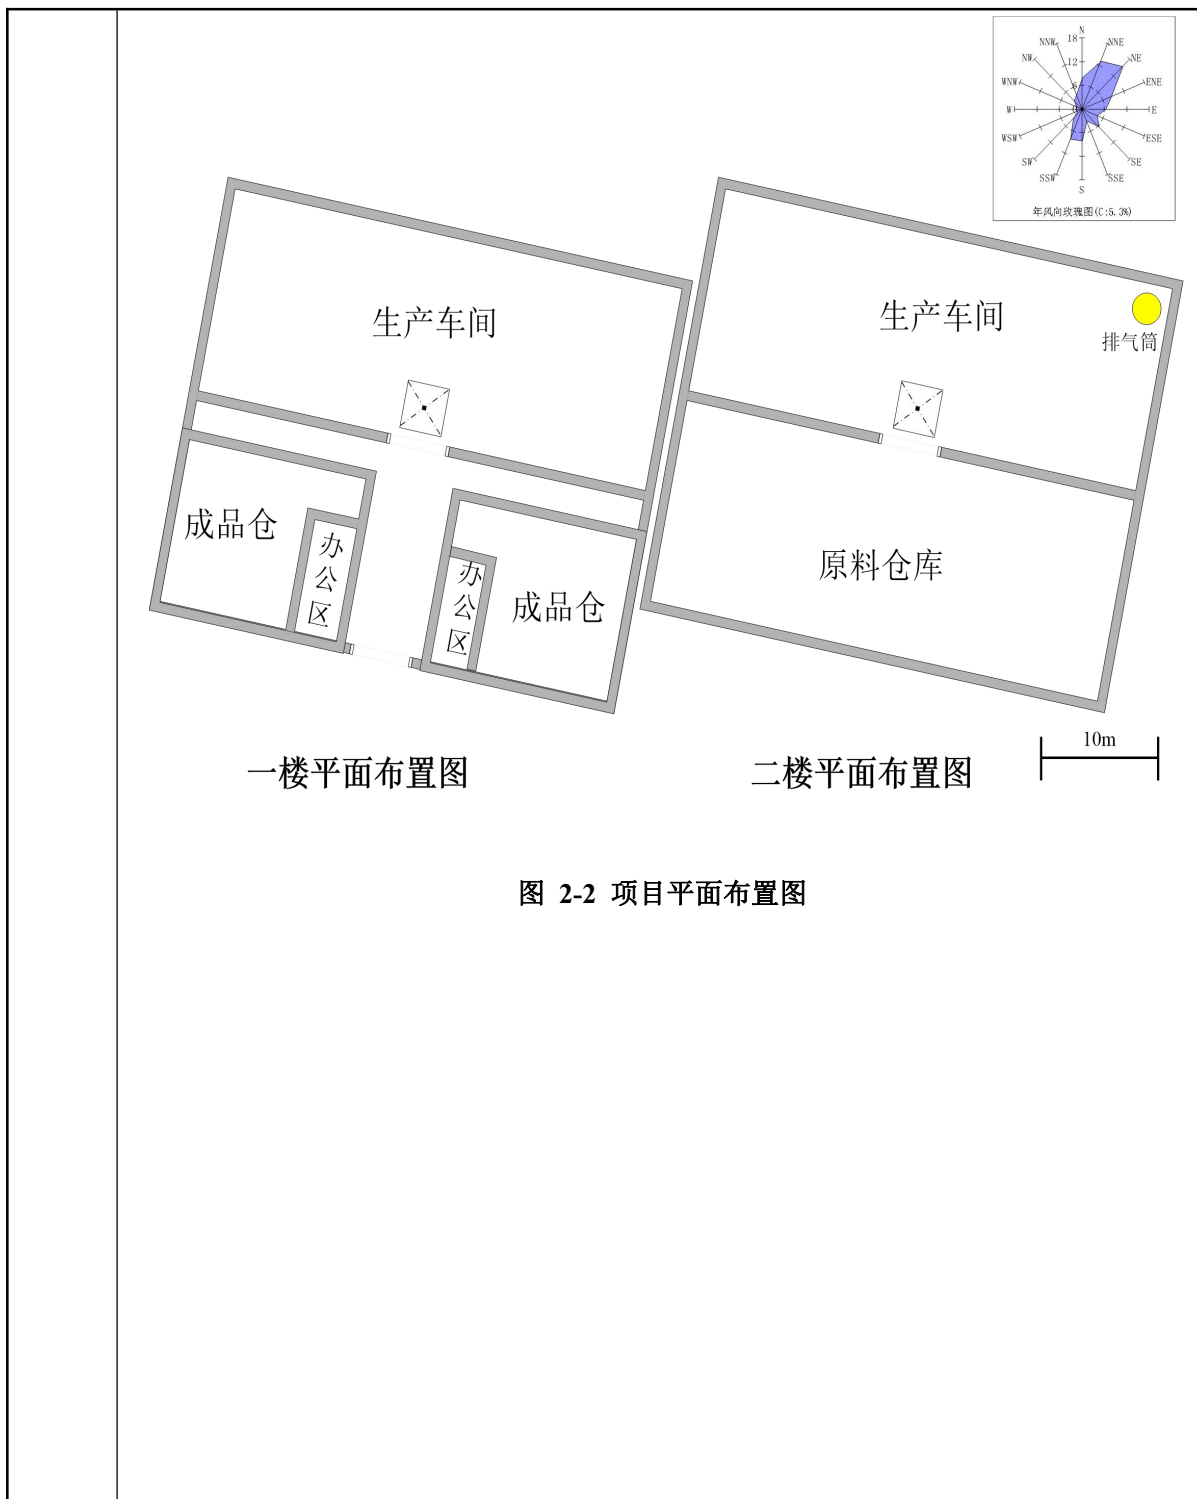 N
18
NNW
NNE
NW
12
NE
WNW
6
ENE
W
0
E
WSW
ESE
SW
SE
SSW
SSE
S
年风向玫瑰图(C:5.3%)
生产车间
生产车间
排气筒
成品仓
办公区
办公区
成品仓
原料仓库
10m
一楼平面布置图
二楼平面布置图
图 2-2 项目平面布置图